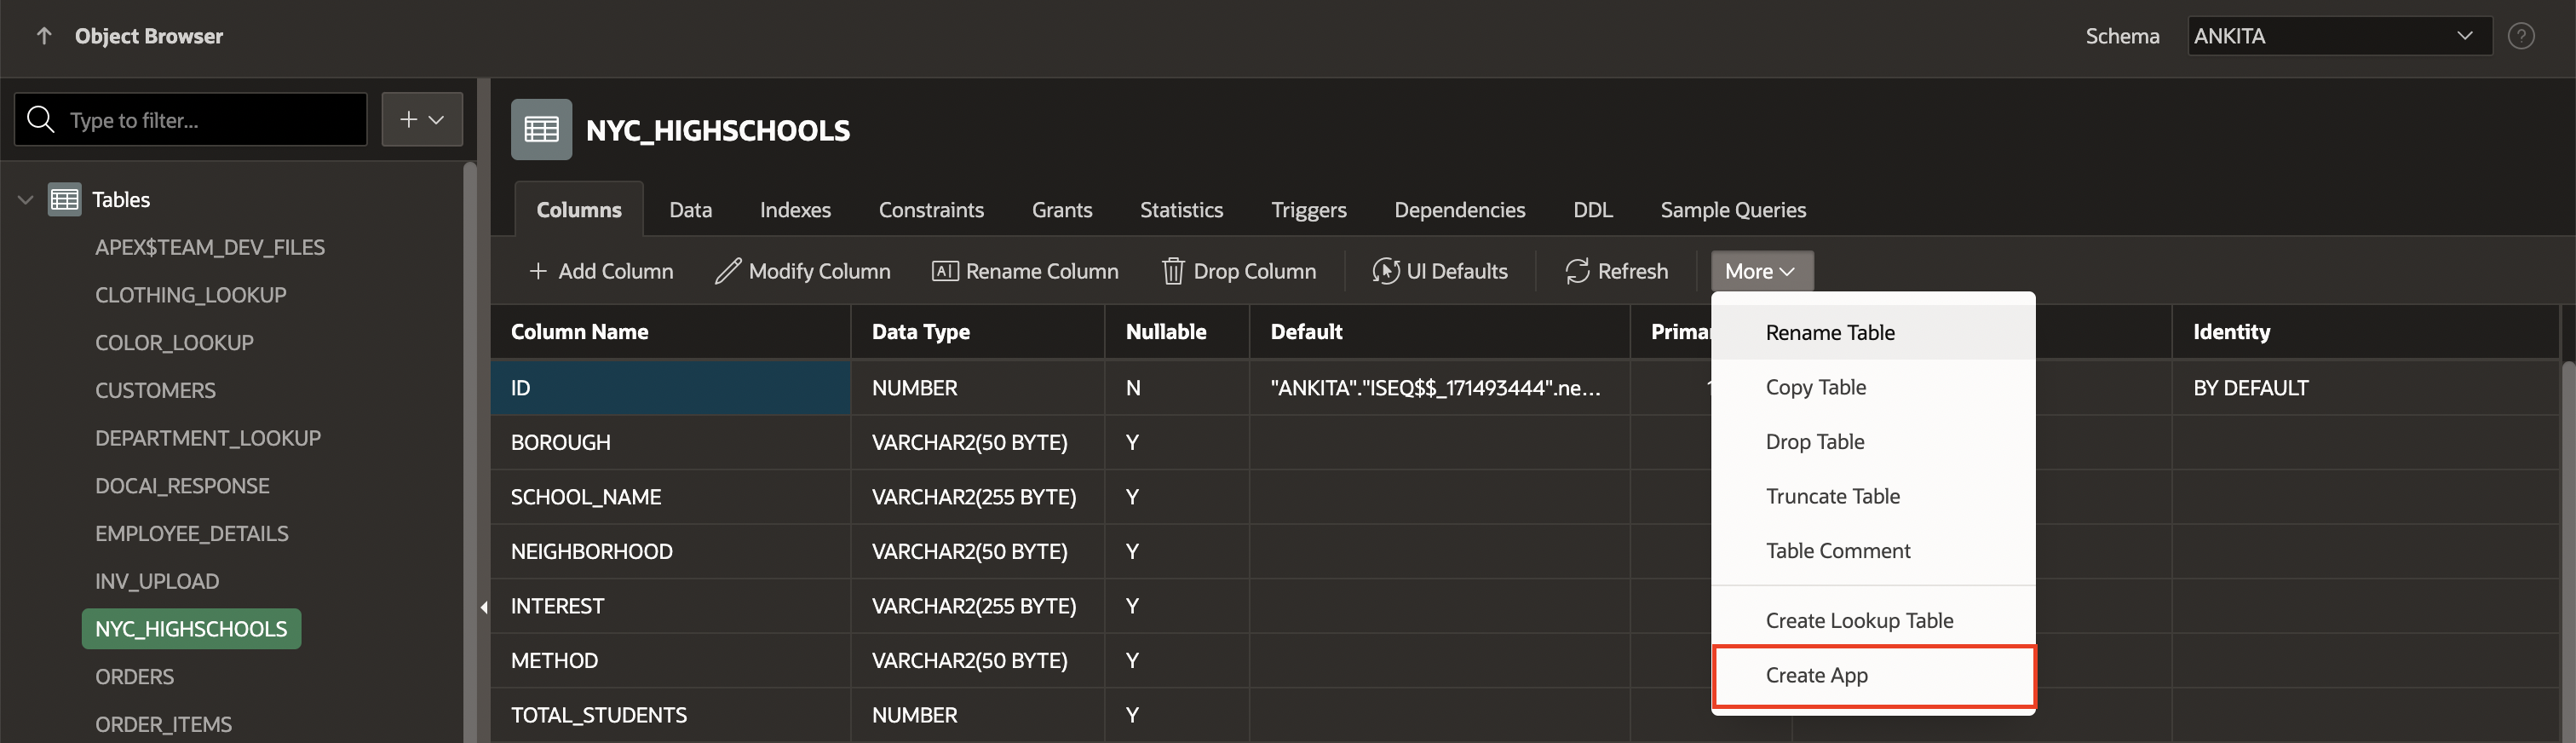 Object Browser
Schema
ANKITA
?
Type to filter...
+
Tables
APEX$TEAM_DEV_FILES
CLOTHING_LOOKUP
COLOR_LOOKUP
CUSTOMERS
DEPARTMENT_LOOKUP
DOCAI_RESPONSE
EMPLOYEE_DETAILS
INV_UPLOAD
NYC_HIGHSCHOOLS
ORDERS
ORDER_ITEMS
NYC_HIGHSCHOOLS
Columns Data Indexes Constraints Grants Statistics Triggers Dependencies DDL Sample Queries
+ Add Column Modify Column Rename Column Drop Column UI Defaults Refresh More
Column Name Data Type Nullable Default Identity
ID NUMBER N "ANKITA"."ISEQ$$_171493444".ne... BY DEFAULT
BOROUGH VARCHAR2(50 BYTE) Y
SCHOOL_NAME VARCHAR2(255 BYTE) Y
NEIGHBORHOOD VARCHAR2(50 BYTE) Y
INTEREST VARCHAR2(255 BYTE) Y
METHOD VARCHAR2(50 BYTE) Y
TOTAL_STUDENTS NUMBER Y
Rename Table
Copy Table
Drop Table
Truncate Table
Table Comment
Create Lookup Table
Create App